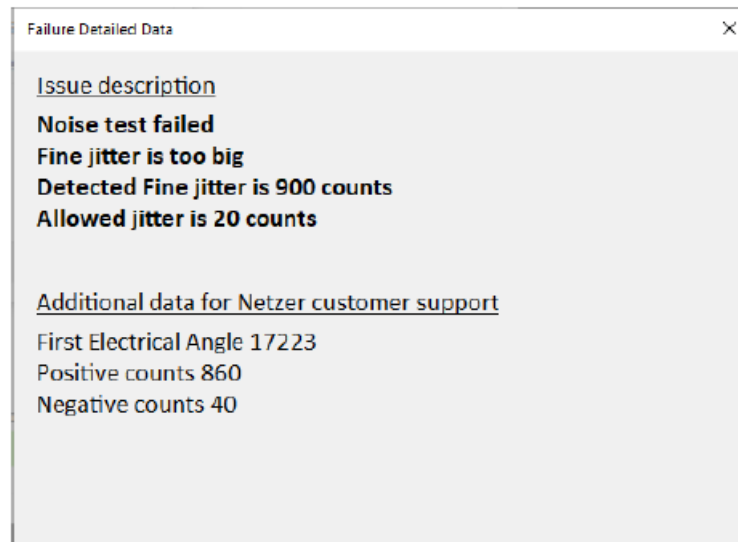 Failure Detailed Data
Issue description
Noise test failed
Fine jitter is too big
Detected Fine jitter is 900 counts
Allowed jitter is 20 counts
Additional data for Netzer customer support
First Electrical Angle 17223
Positive counts 860
Negative counts 40